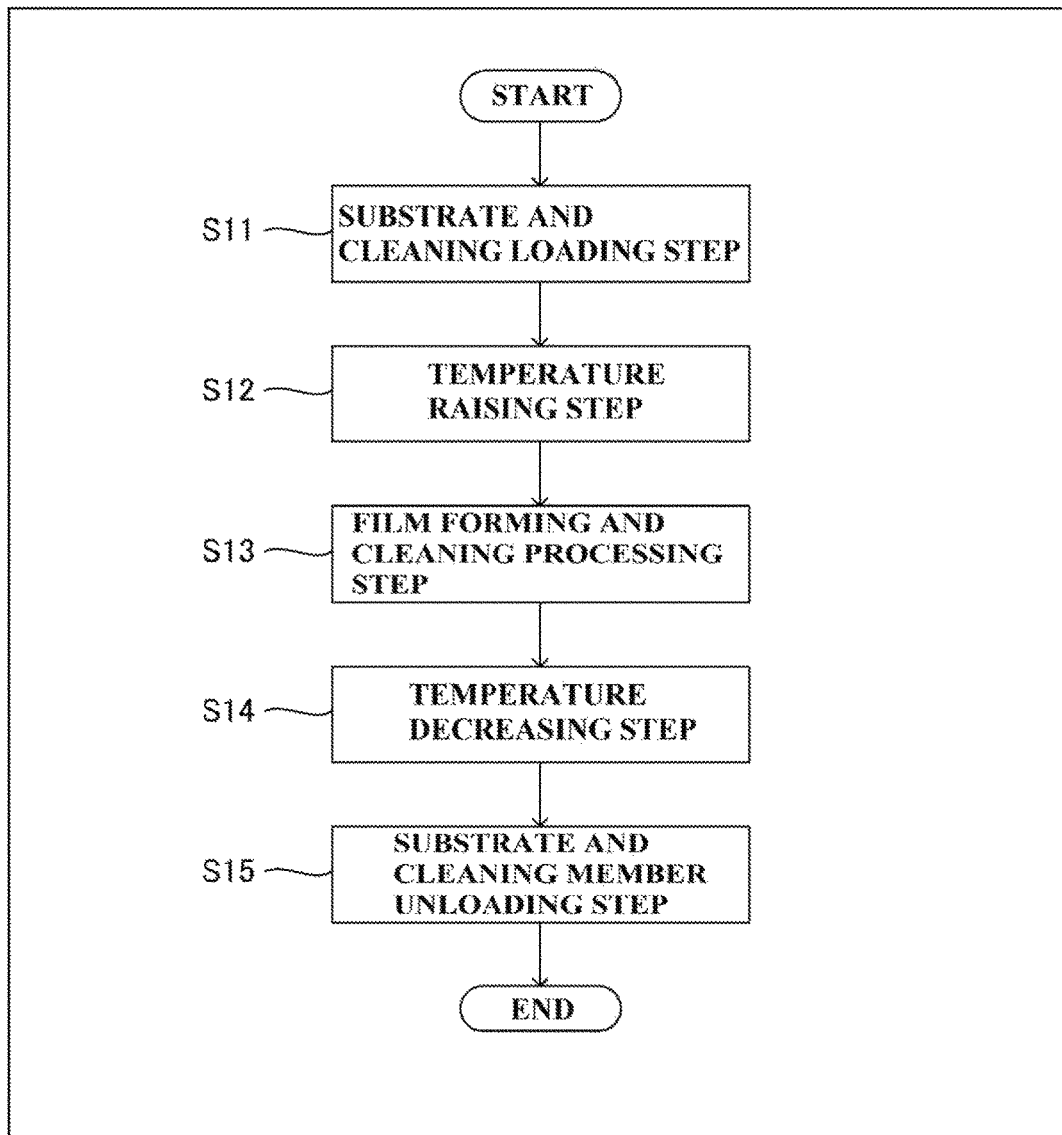 START
S11
SUBSTRATE AND
CLEANING LOADING STEP
S12
TEMPERATURE
RAISING STEP
S13
FILM FORMING AND
CLEANING PROCESSING
STEP
S14
TEMPERATURE
DECREASING STEP
S15
SUBSTRATE AND
CLEANING MEMBER
UNLOADING STEP
END